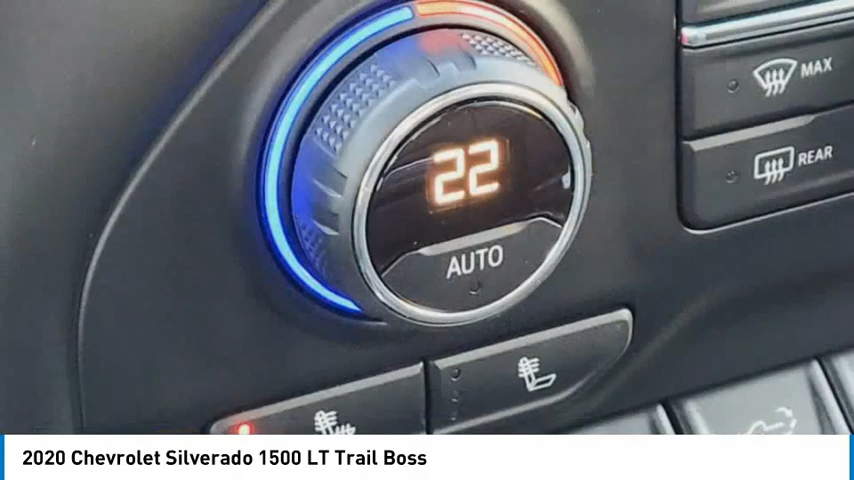 MAX
22
REAR
AUTO
2020 Chevrolet Silverado 1500 LT Trail Boss